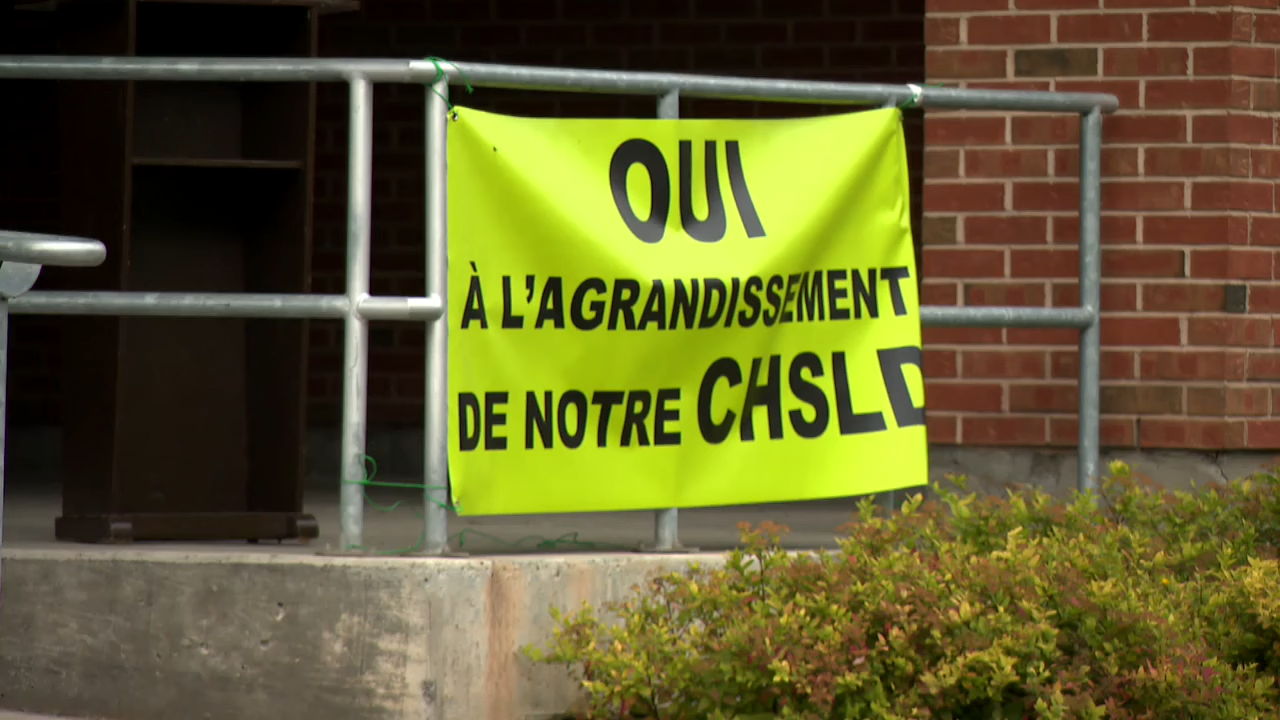 OUI
À L'AGRANDISSEMENT
DE NOTRE CHSLD